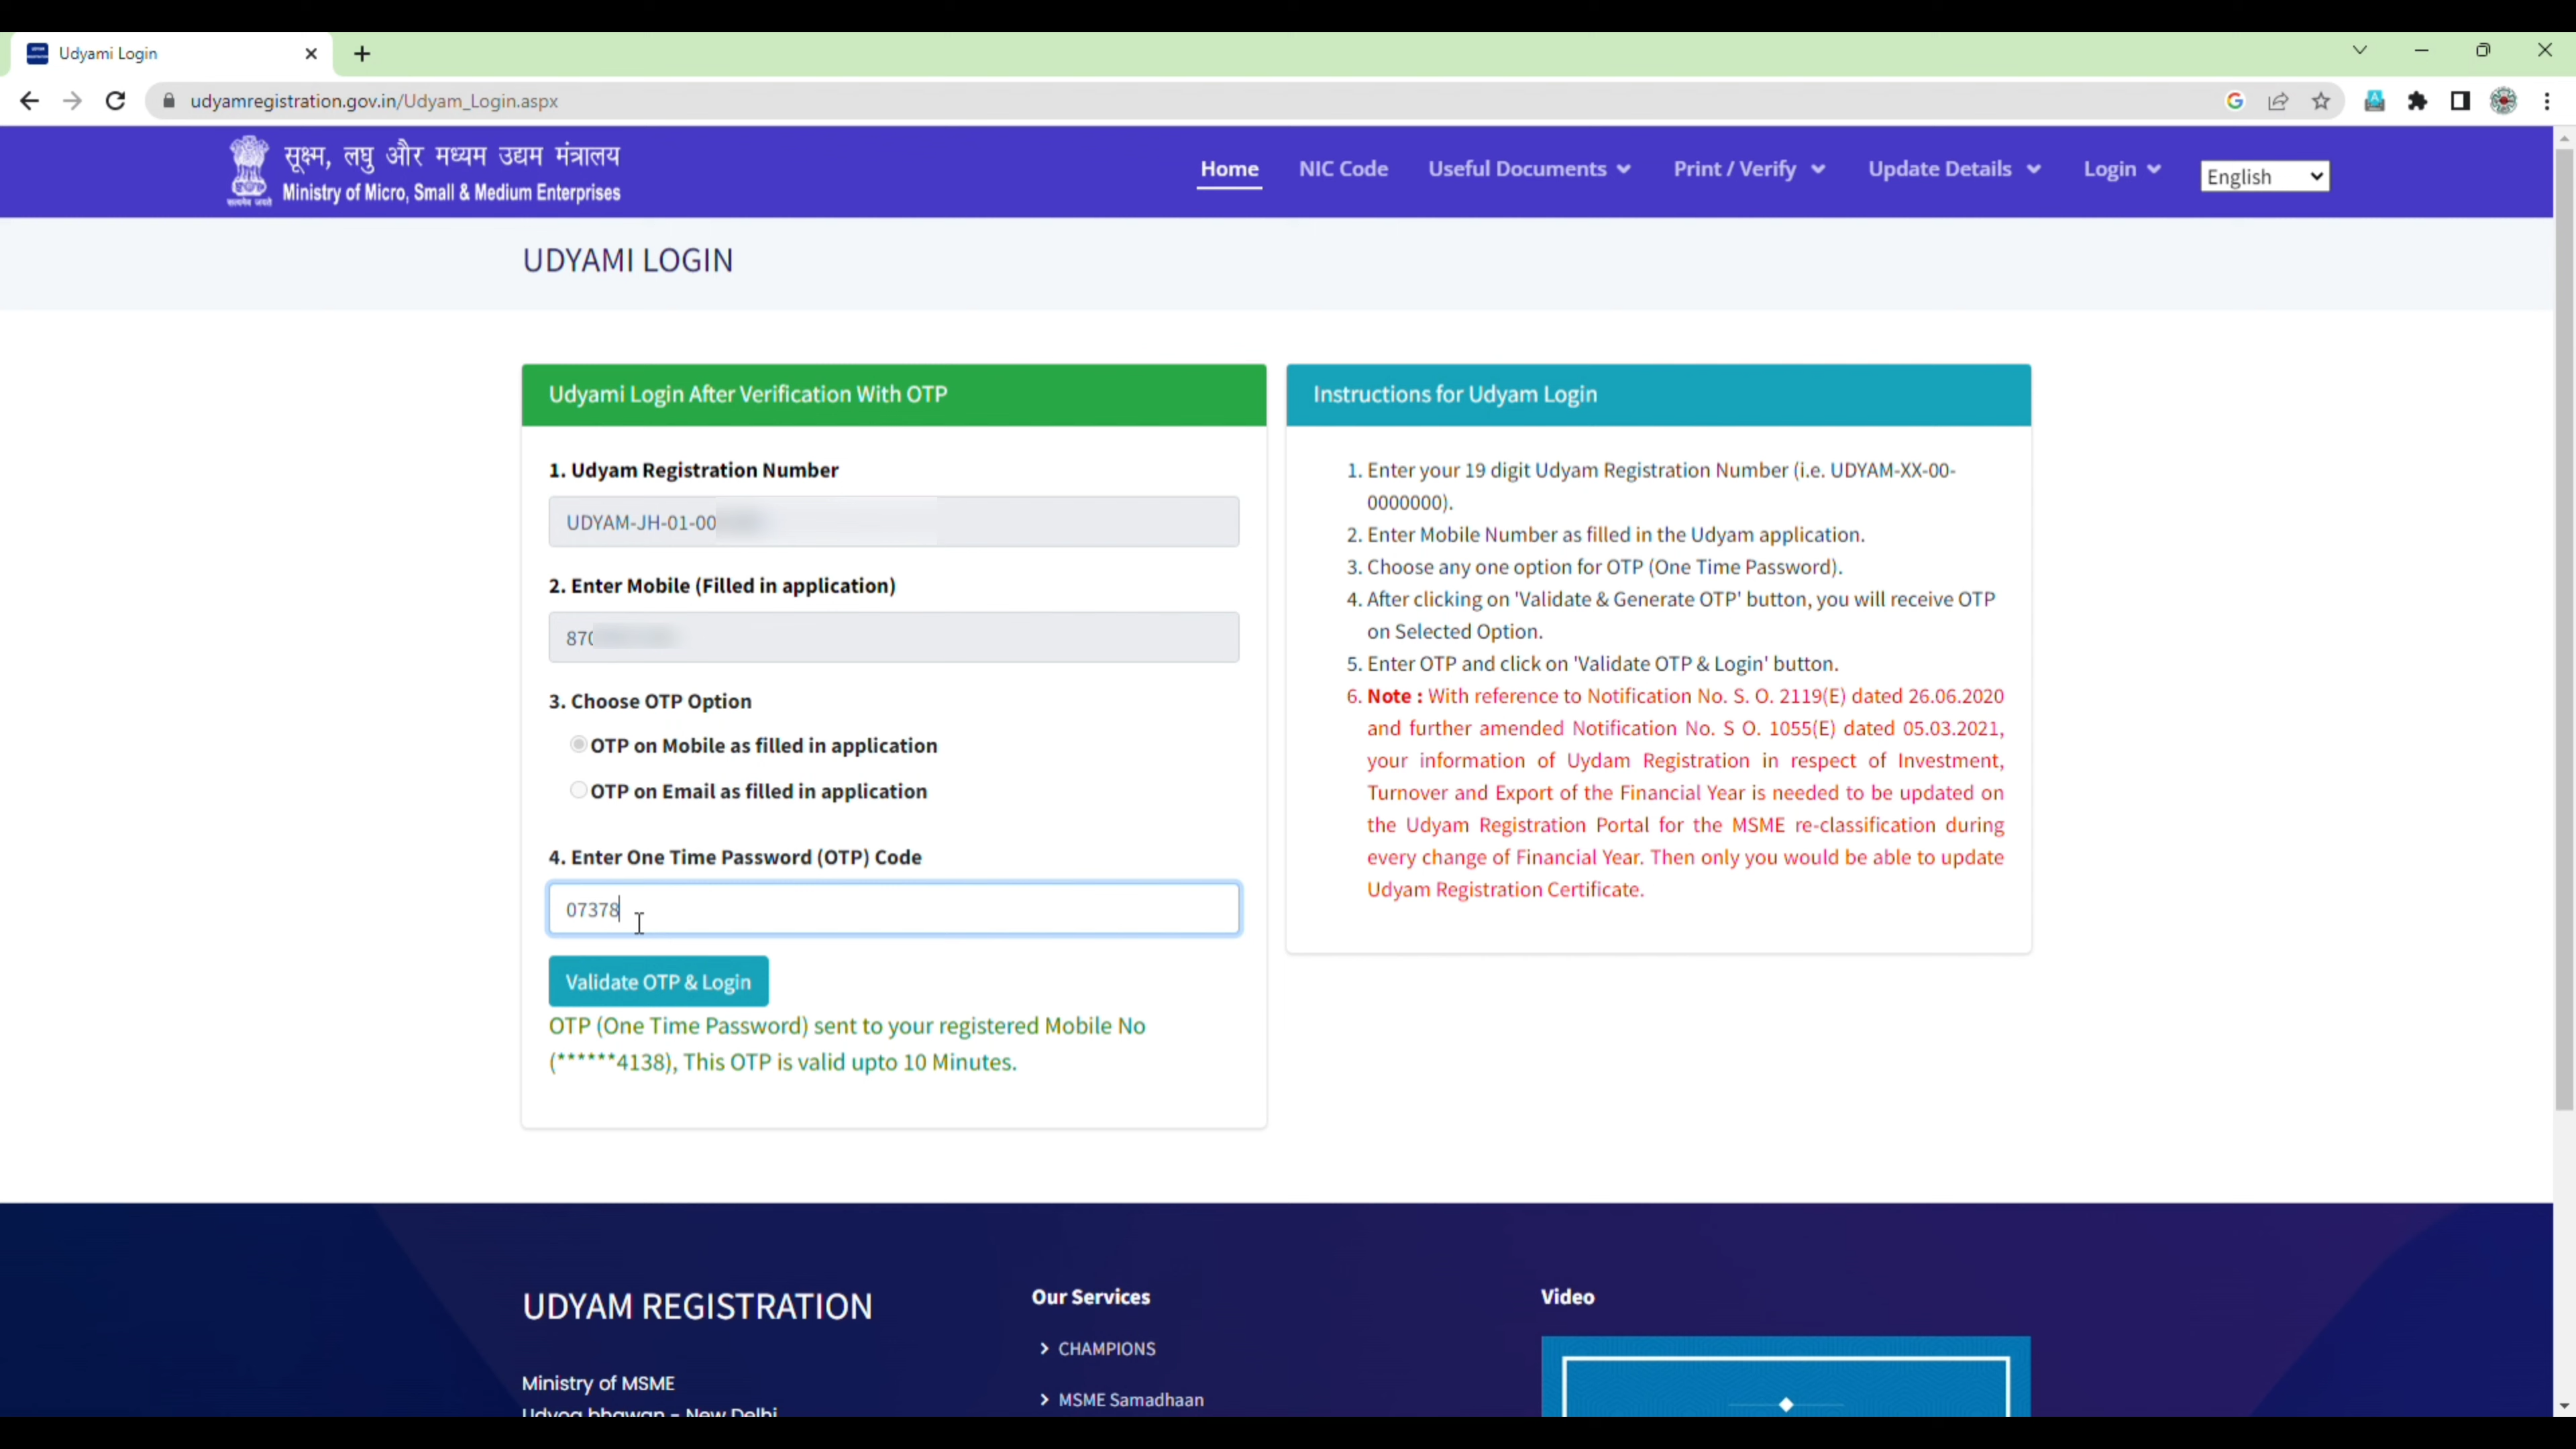 Udyami Login
udyamregistration.gov.in/Udyam_Login.aspx
सूक्ष्म, लघु और मध्यम उद्यम मंत्रालय
Ministry of Micro, Small & Medium Enterprises
सत्यमेव जयते
Home NIC Code Useful Documents Print / Verify Update Details Login English
UDYAMI LOGIN
Udyami Login After Verification With OTP
1. Udyam Registration Number
UDYAM-JH-01-00
2. Enter Mobile (Filled in application)
870
3. Choose OTP Option
OTP on Mobile as filled in application
OTP on Email as filled in application
4. Enter One Time Password (OTP) Code
07378
Validate OTP & Login
OTP (One Time Password) sent to your registered Mobile No
(******4138), This OTP is valid upto 10 Minutes.
Instructions for Udyam Login
1. Enter your 19 digit Udyam Registration Number (i.e. UDYAM-XX-00-
0000000).
2. Enter Mobile Number as filled in the Udyam application.
3. Choose any one option for OTP (One Time Password).
4. After clicking on 'Validate & Generate OTP' button, you will receive OTP
on Selected Option.
5. Enter OTP and click on 'Validate OTP & Login' button.
6. Note : With reference to Notification No. S. O. 2119(E) dated 26.06.2020
and further amended Notification No. S O. 1055(E) dated 05.03.2021,
your information of Uydam Registration in respect of Investment,
Turnover and Export of the Financial Year is needed to be updated on
the Udyam Registration Portal for the MSME re-classification during
every change of Financial Year. Then only you would be able to update
Udyam Registration Certificate.
UDYAM REGISTRATION
Ministry of MSME
Udyog bhawan - New Delhi
Our Services
CHAMPIONS
MSME Samadhaan
Video